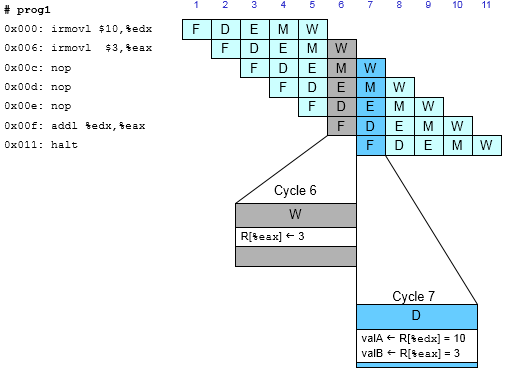 # prog1
1 2 3 4 5 6 7 8 9 10 11
0x000: irmovl $10,%edx F D E M W
0x006: irmovl $3,%eax F D E M W
0x00c: nop F D E M W
0x00d: nop F D E M W
0x00e: nop F D E M W
0x00f: addl %edx,%eax F D E M W
0x011: halt F D E M W
Cycle 6
W
R[%eax] ← 3
Cycle 7
D
valA ← R[%edx] = 10
valB ← R[%eax] = 3